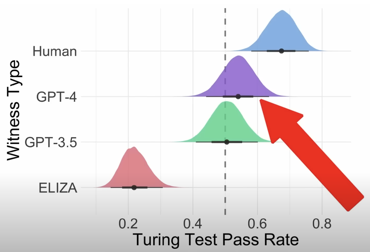 Witness Type
Human
GPT-4
GPT-3.5
ELIZA
0.2 0.4 0.6 0.8
Turing Test Pass Rate